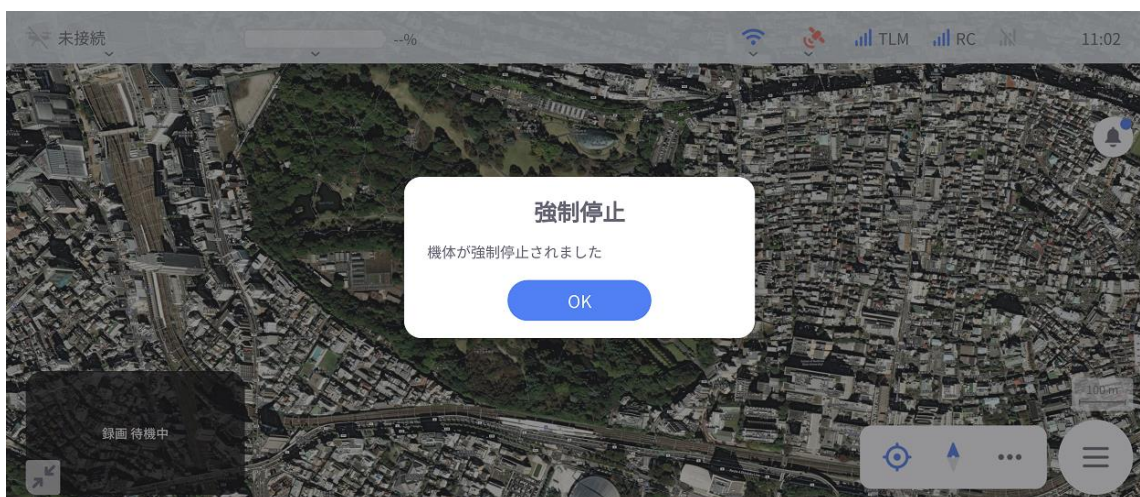 未接続
--%
TLM
RC
11:02
強制停止
機体が強制停止されました
OK
100 m
録画 待機中